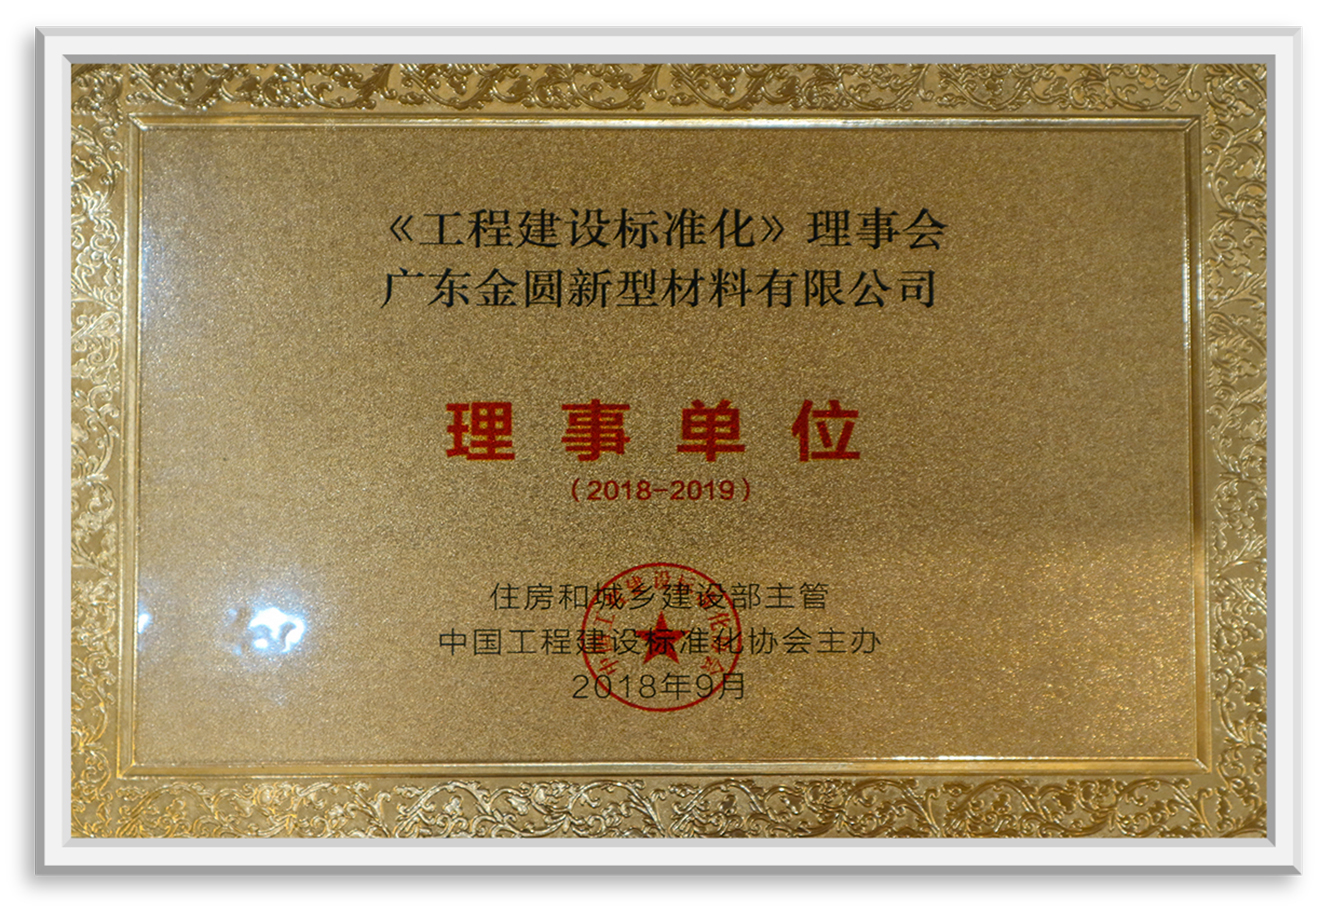 《工程建设标准化》理事会
广东金圆新型材料有限公司
理事单位
(2018-2019)
住房和城乡建设部主管
中国工程建设标准化协会主办
2018年9月